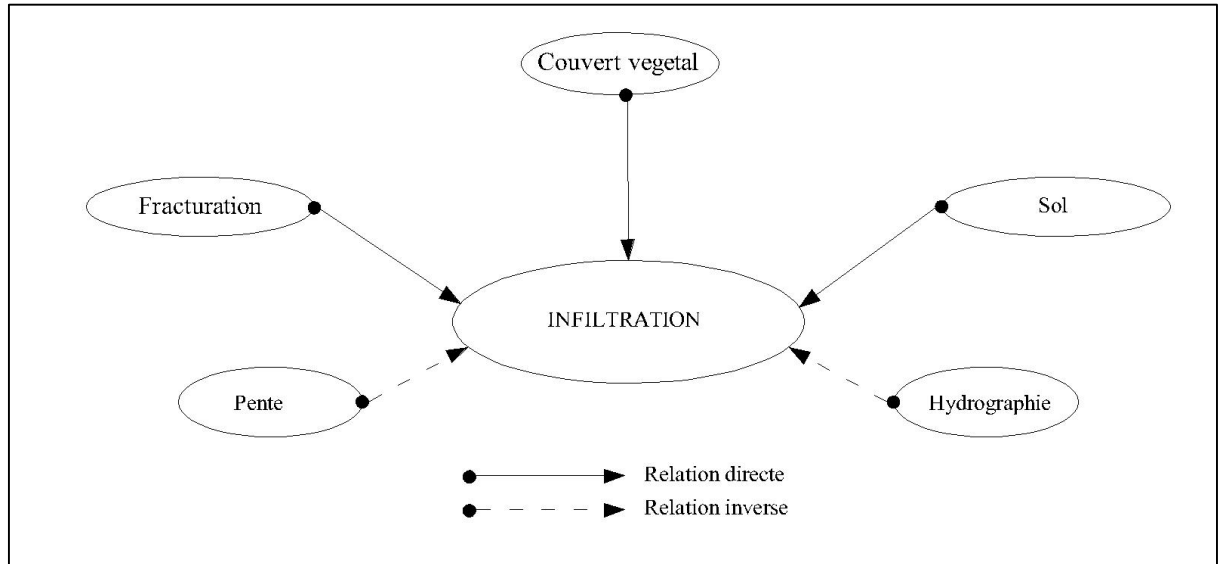 Couvert vegetal
Fracturation
Sol
INFILTRATION
Pente
Hydrographie
Relation directe
Relation inverse